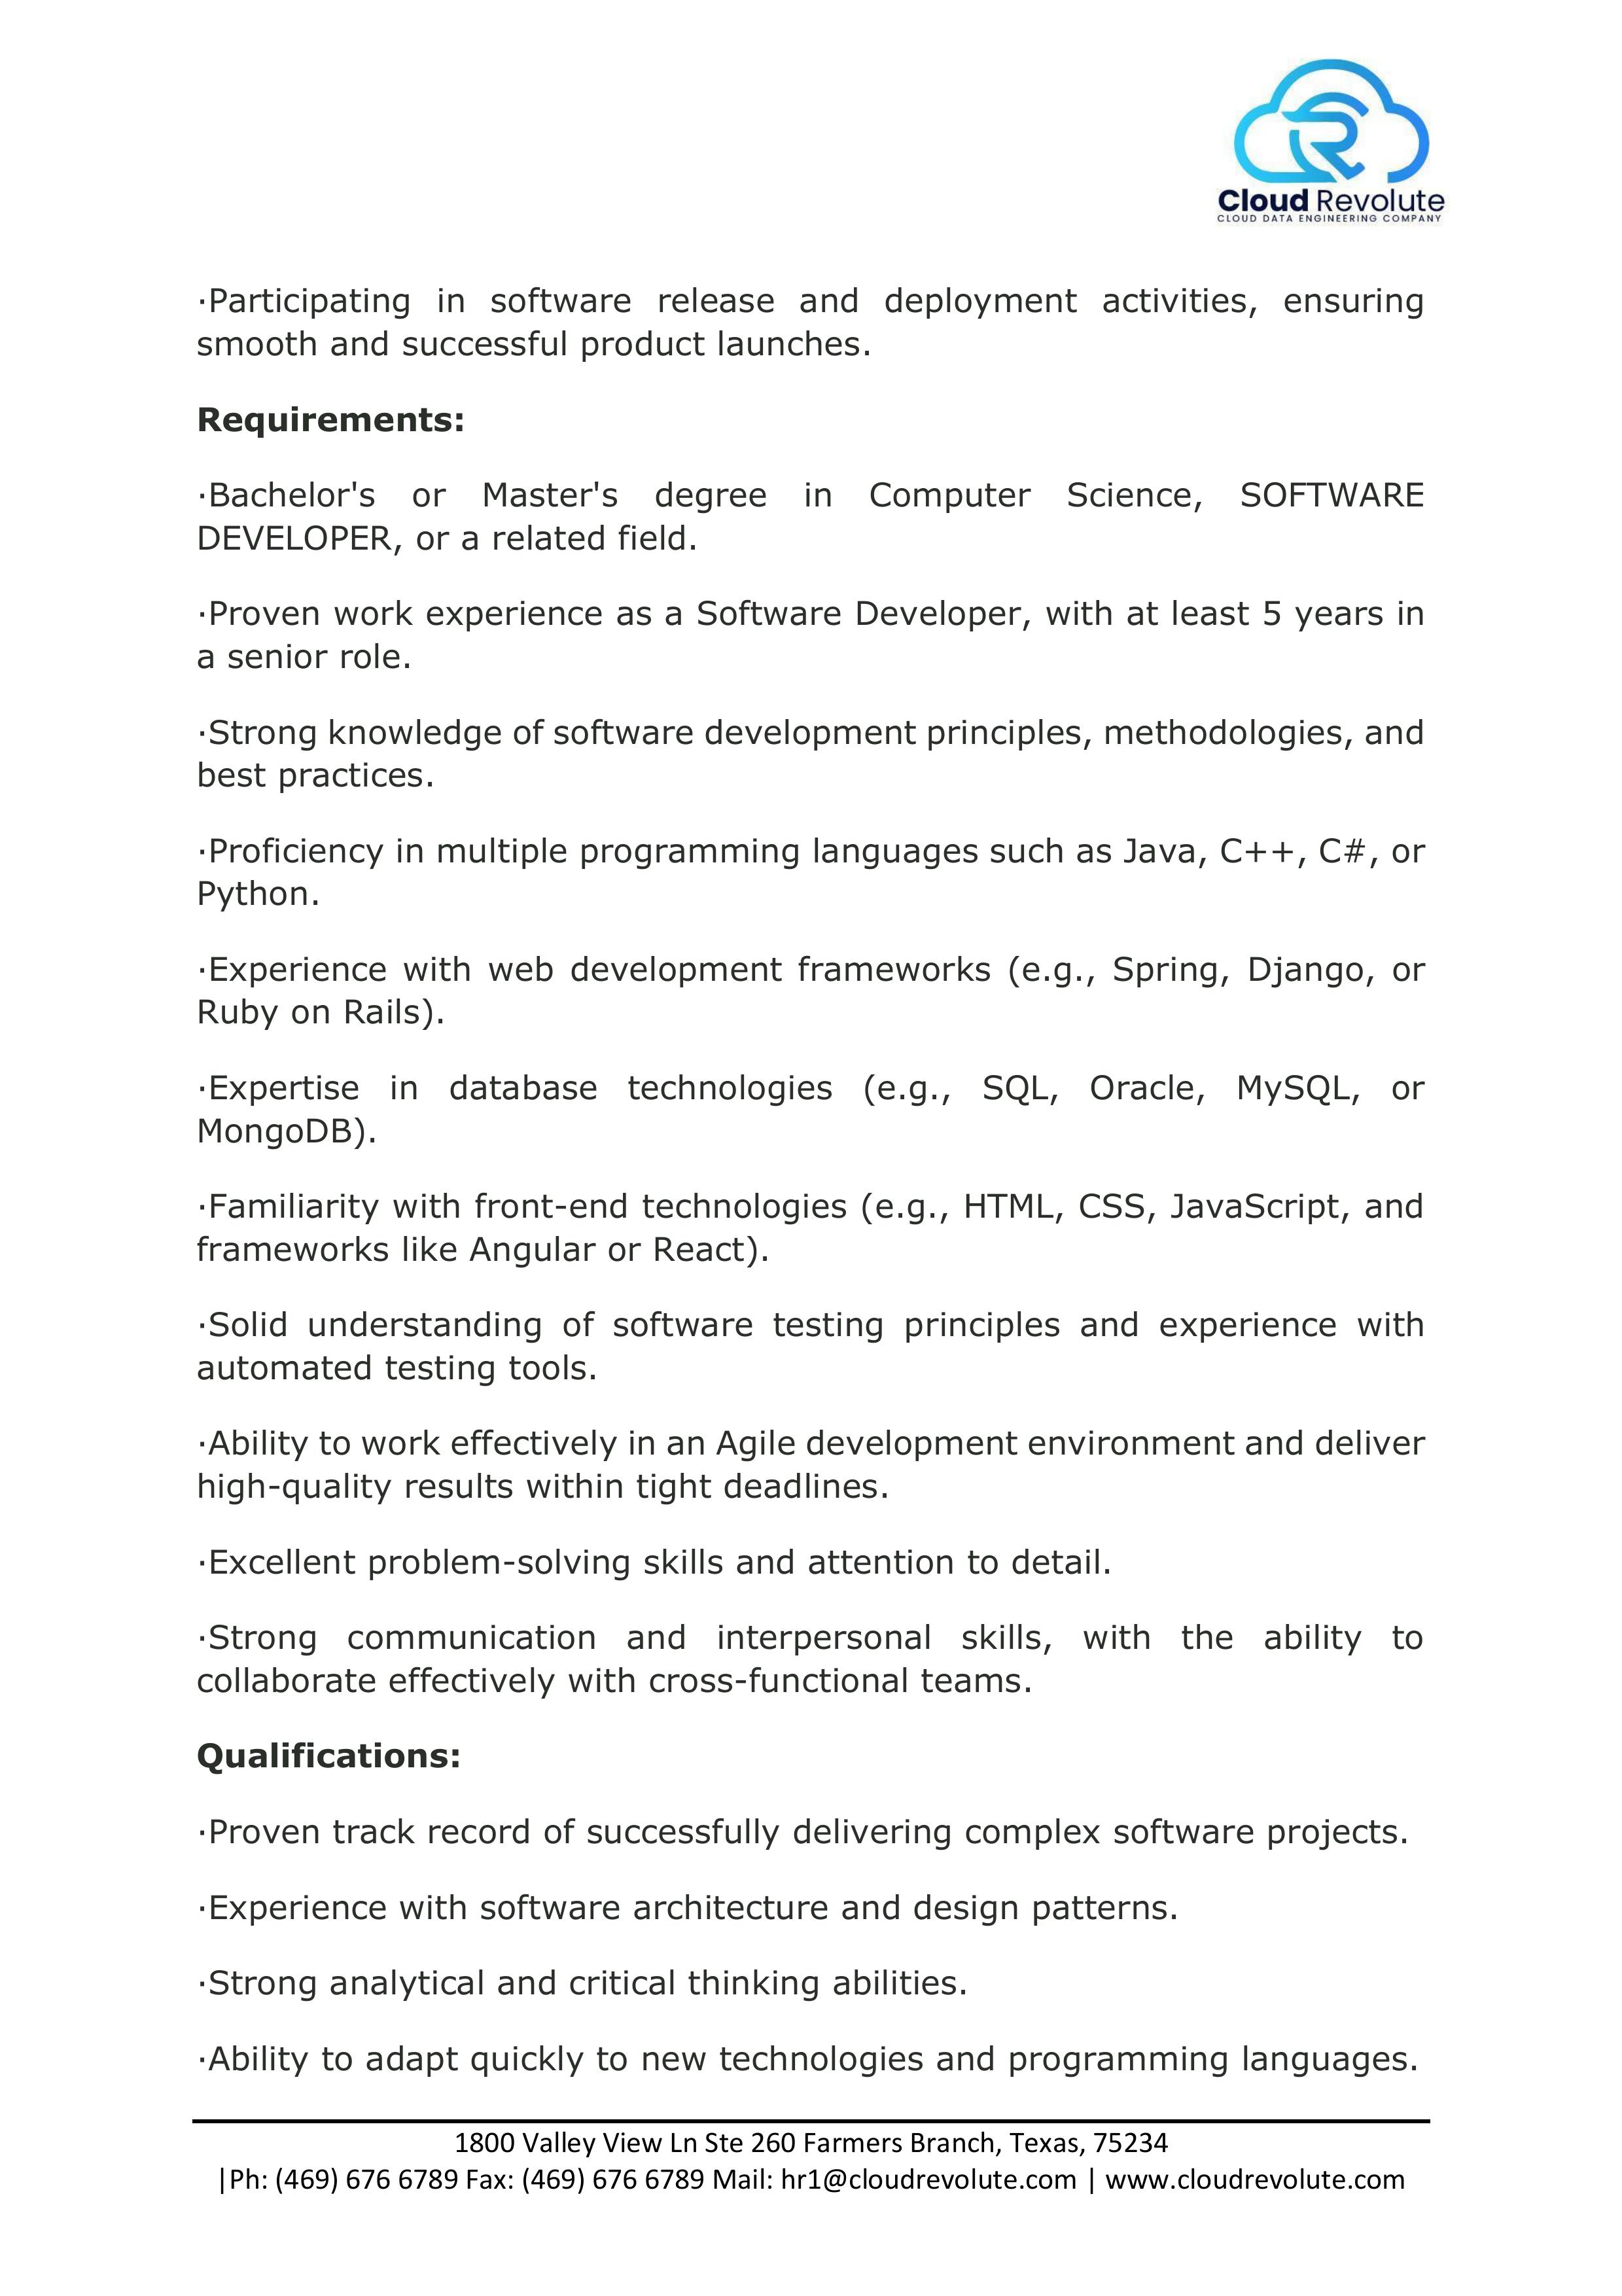 Cloud Revolute
CLOUD DATA ENGINEERING COMPANY
·Participating in software release and deployment activities, ensuring
smooth and successful product launches.
Requirements:
·Bachelor's or Master's degree in Computer Science, SOFTWARE
DEVELOPER, or a related field.
·Proven work experience as a Software Developer, with at least 5 years in
a senior role.
·Strong knowledge of software development principles, methodologies, and
best practices.
·Proficiency in multiple programming languages such as Java, C++, C#, or
Python.
·Experience with web development frameworks (e.g., Spring, Django, or
Ruby on Rails).
·Expertise in database technologies (e.g., SQL, Oracle, MySQL, or
MongoDB).
·Familiarity with front-end technologies (e.g., HTML, CSS, JavaScript, and
frameworks like Angular or React).
·Solid understanding of software testing principles and experience with
automated testing tools.
·Ability to work effectively in an Agile development environment and deliver
high-quality results within tight deadlines.
·Excellent problem-solving skills and attention to detail.
·Strong communication and interpersonal skills, with the ability to
collaborate effectively with cross-functional teams.
Qualifications:
·Proven track record of successfully delivering complex software projects.
·Experience with software architecture and design patterns.
·Strong analytical and critical thinking abilities.
·Ability to adapt quickly to new technologies and programming languages.
1800 Valley View Ln Ste 260 Farmers Branch, Texas, 75234
|Ph: (469) 676 6789 Fax: (469) 676 6789 Mail: hr1@cloudrevolute.com | www.cloudrevolute.com